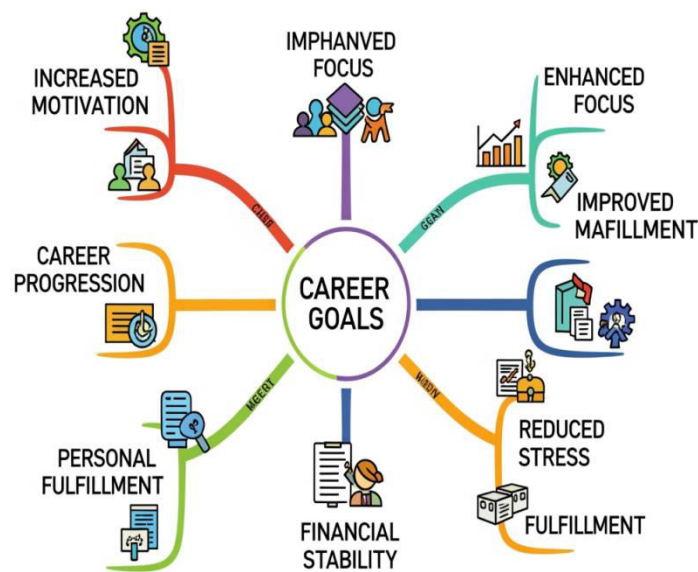 IMPHANVED
FOCUS
INCREASED
MOTIVATION
ENHANCED
FOCUS
IMPROVED
MAFILLMENT
CAREER
PROGRESSION
CAREER
GOALS
REDUCED
STRESS
PERSONAL
FULFILLMENT
FULFILLMENT
FINANCIAL
STABILITY